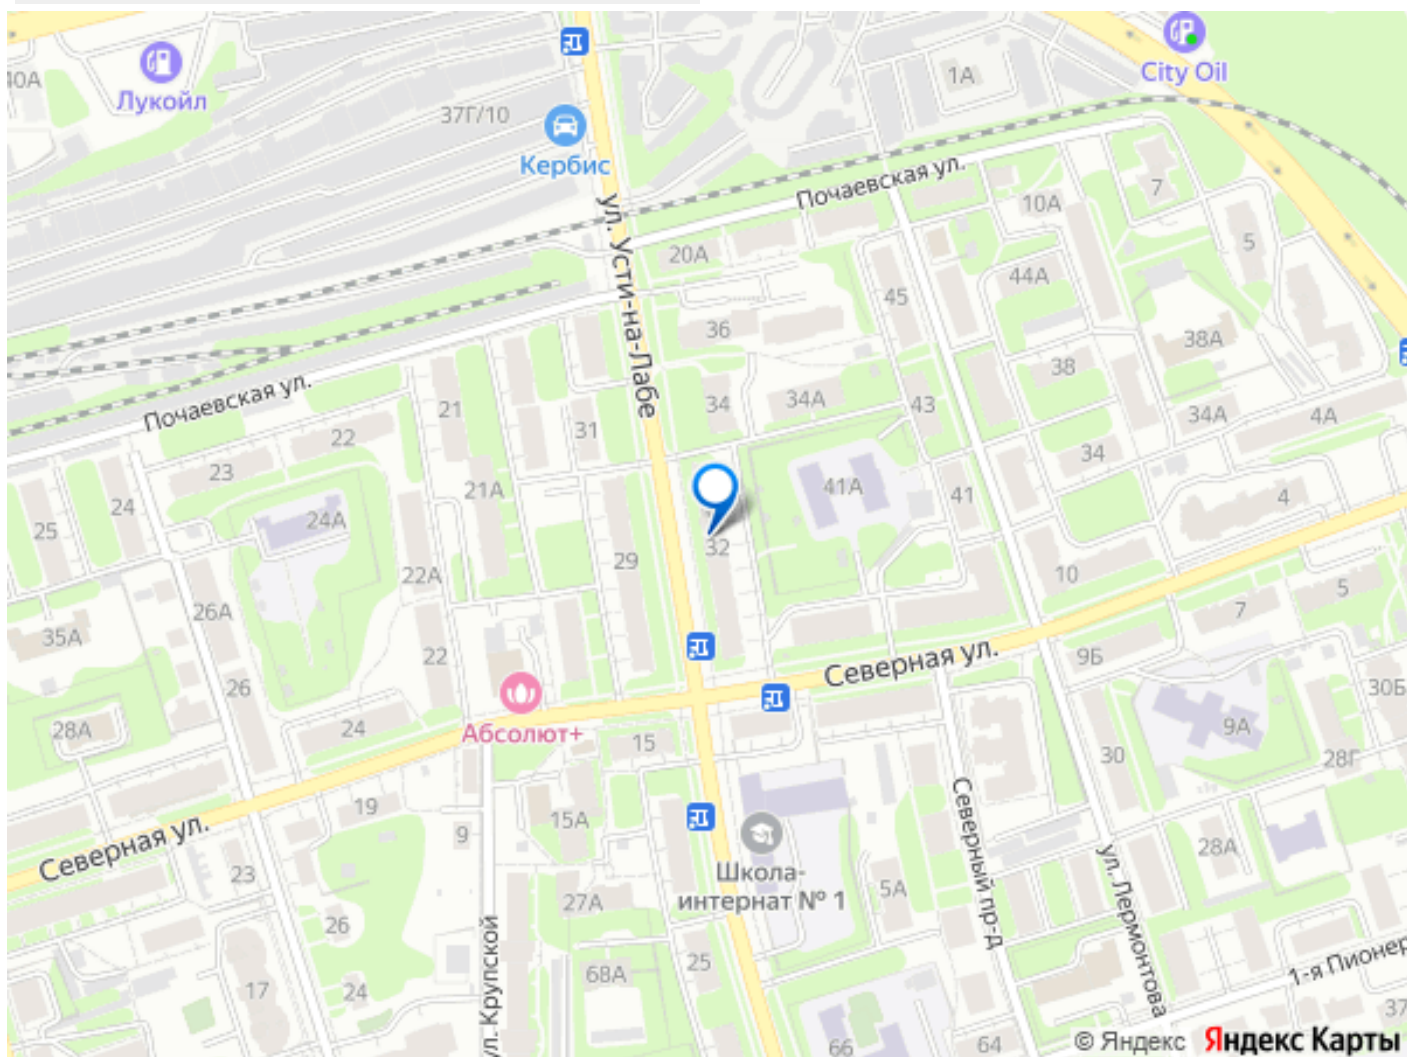 40А
Лукойл
37Г/10
Кербис
1А
City Oil
Почаевская ул.
7
10А
5
ул. Усти-на-Лабе
20А
44А
45
36
38А
38
Почаевская ул.
21
34
34А
43
34А
4А
22
31
23
34
21А
41А
41
4
25
24
24А
32
29
22А
10
5
26А
7
35А
22
9Б
Северная ул.
26
30Б
28А
24
Абсолют+
15
9А
30
28Г
19
15А
9
Северная ул.
Школа-
интернат № 1
Северный пр-д
ул. Лермонтова
28А
23
5А
27А
26
ул. Крупской
25
68А
1-я Пионер
17
24
37
66
64
© Яндекс Яндекс Карты